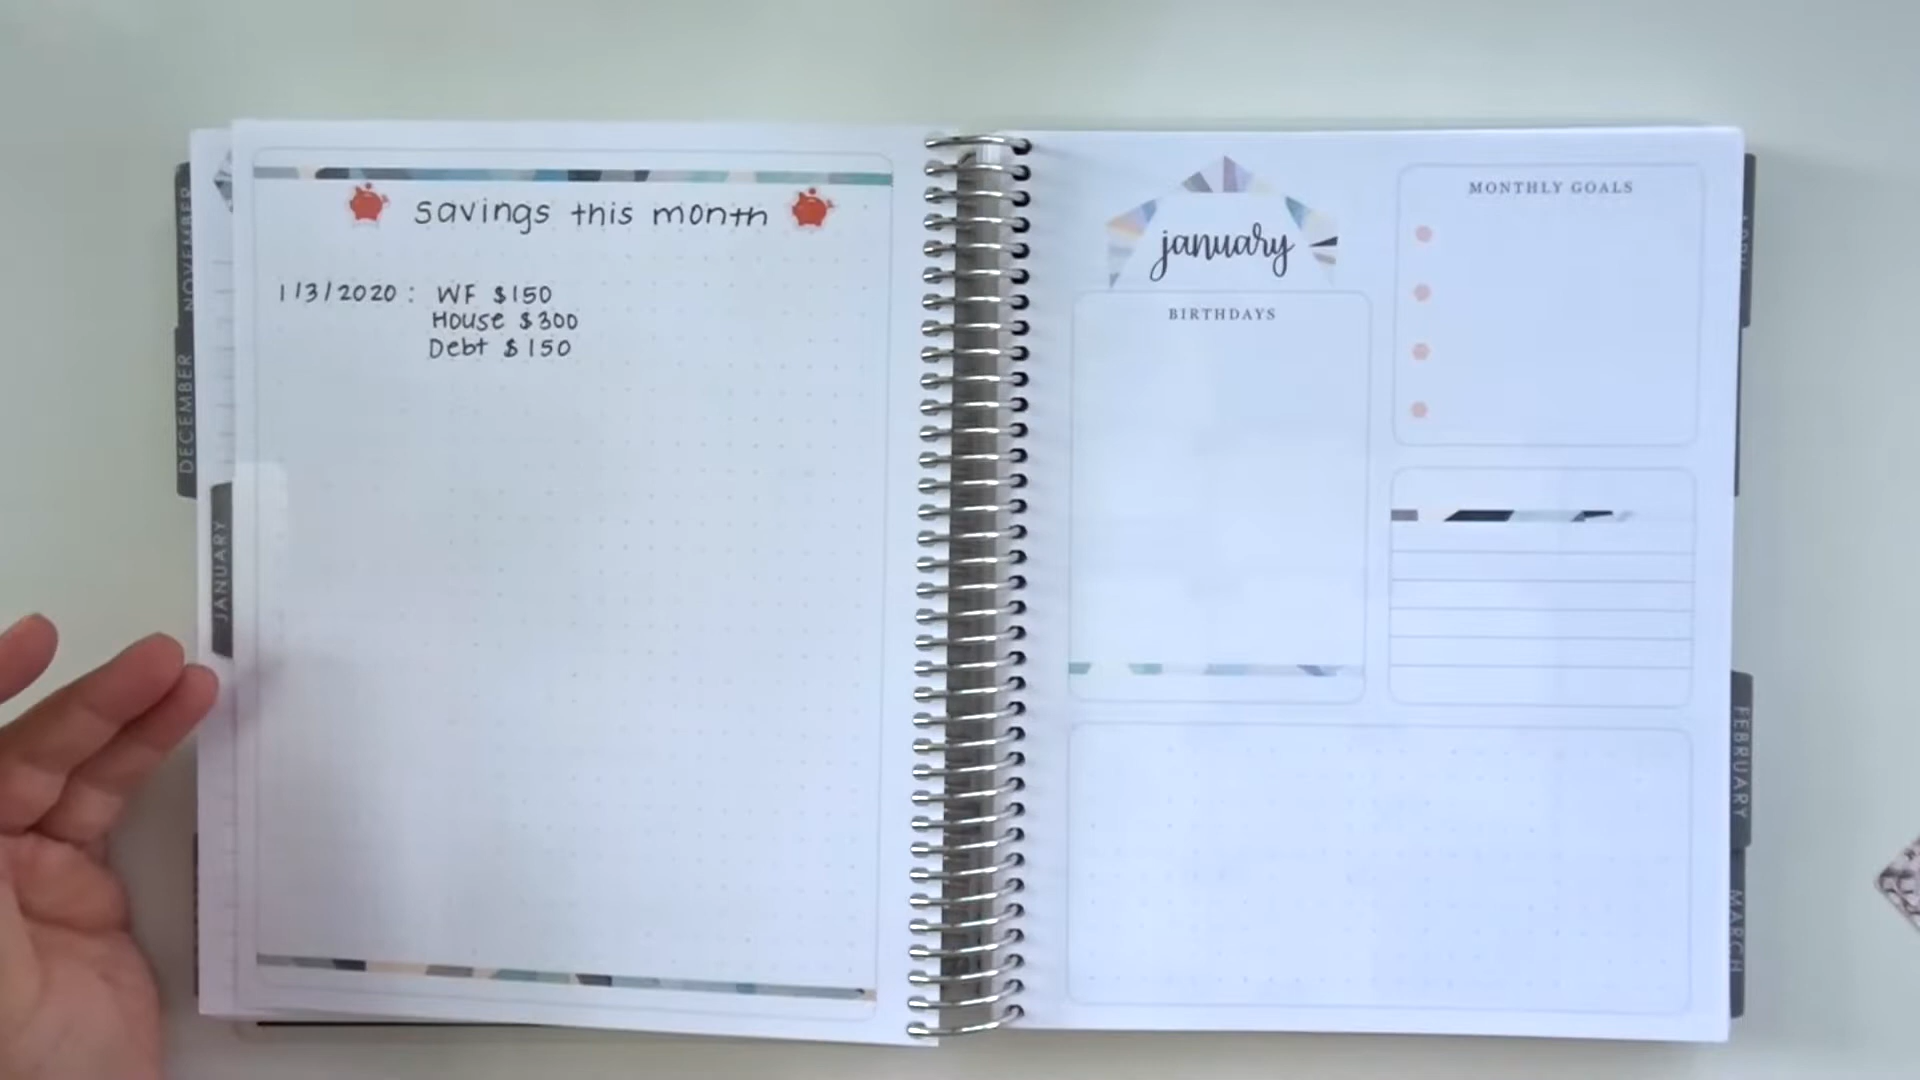 savings this month
1/3/2020: WF $150
House $300
Debt $150
NOVEMBER
DECEMBER
JANUARY
january
BIRTHDAYS
MONTHLY GOALS
FEBRUARY
MARCH